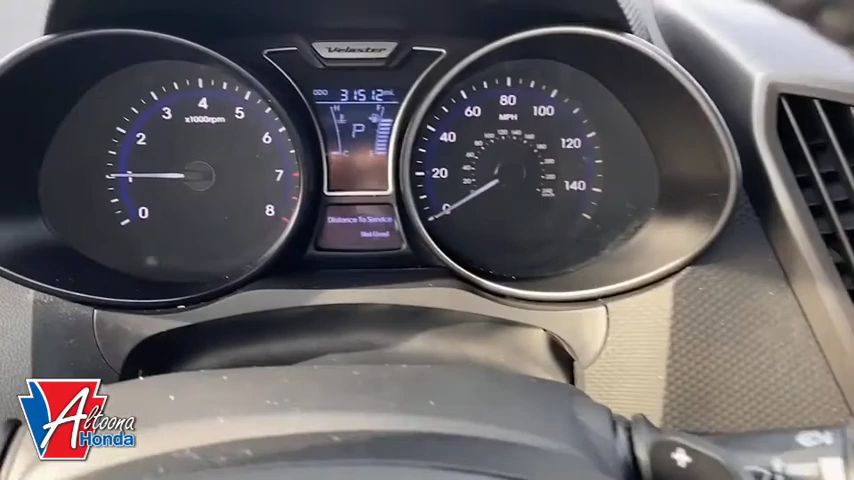 Veloster
ODO 31512 mi.
H F
P
C E
Distance To Service
Not Used
0 1 2 3 4 5 6 7 8
x1000rpm
0 20 40 60 80 100 120 140
MPH
Altoona
Honda
+